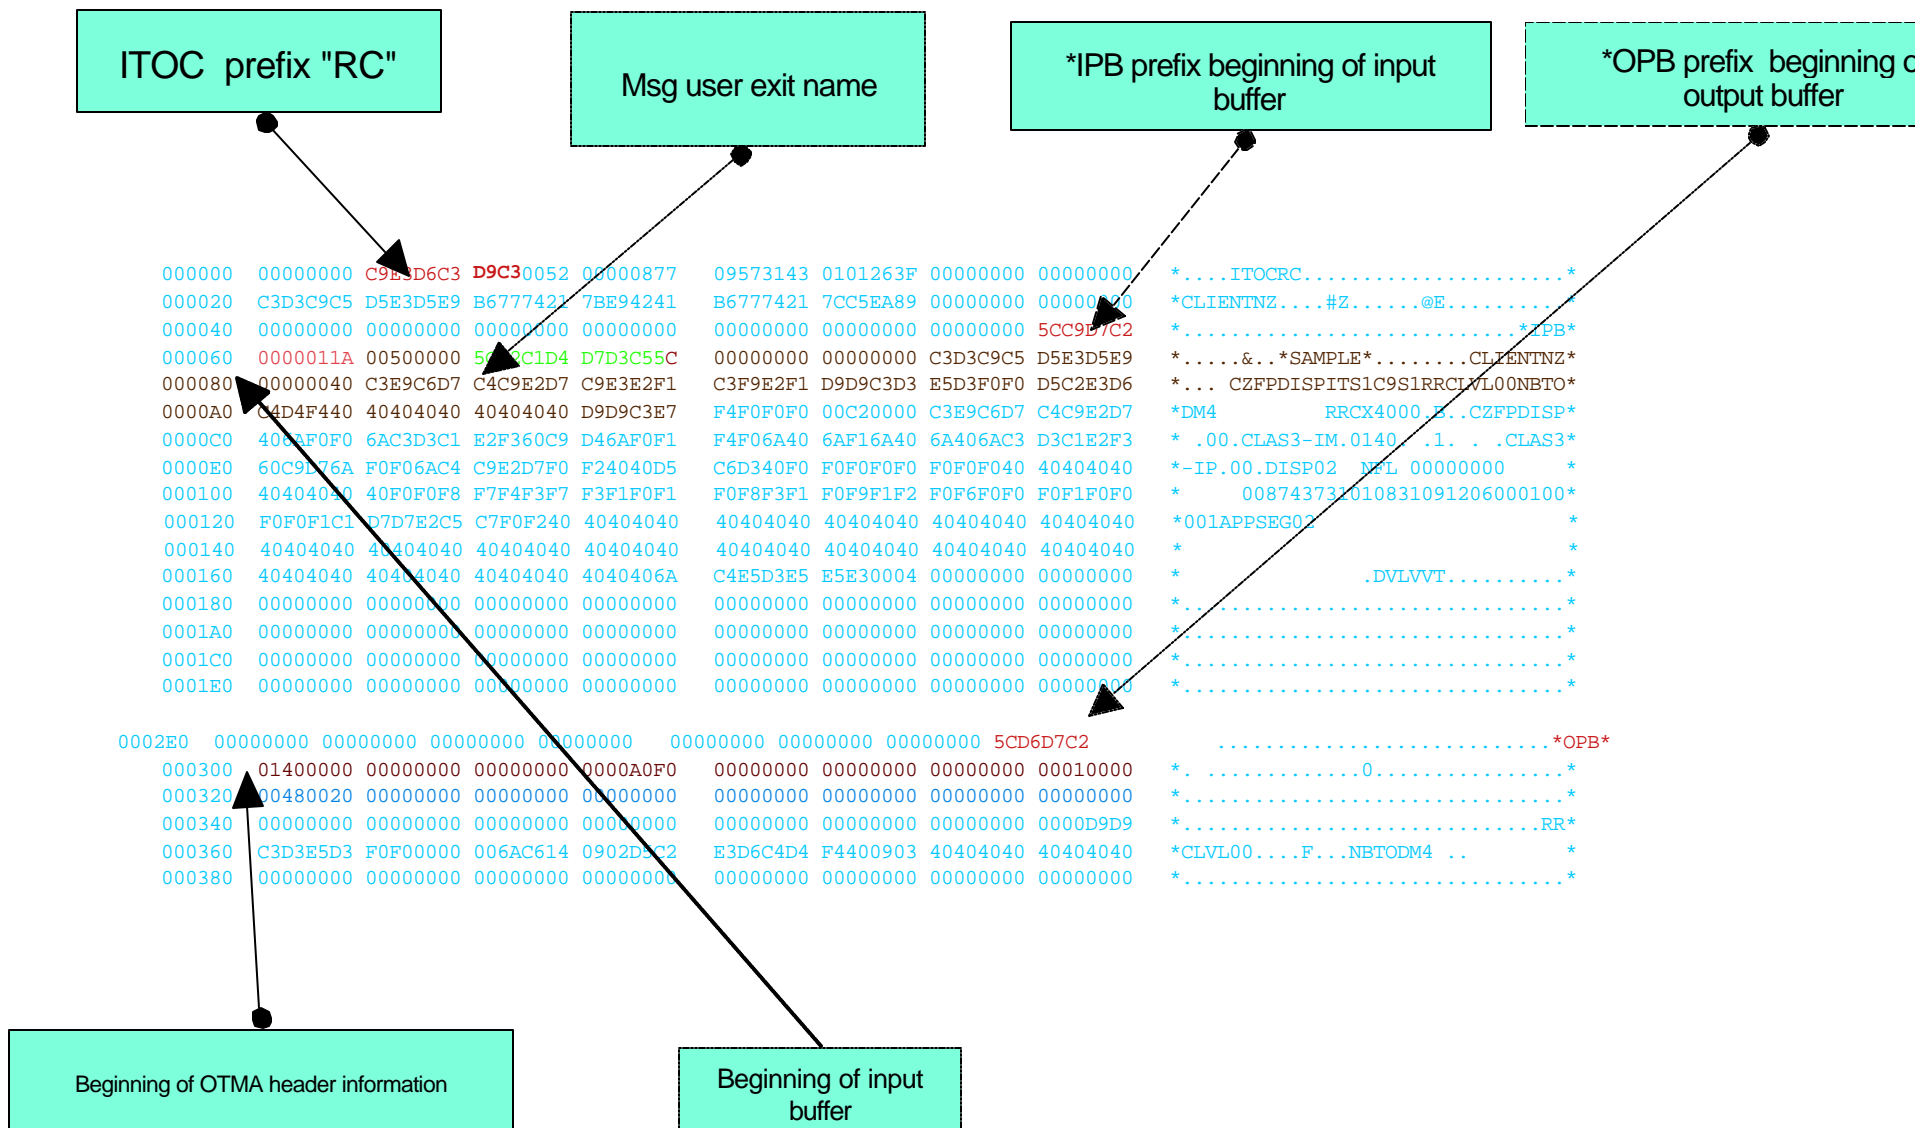 ITOC prefix "RC"
Msg user exit name
*IPB prefix beginning of input
buffer
*OPB prefix beginning
output buffer
000000 00000000 C9E3D6C3 D9C30052 00000877 09573143 0101263F 00000000 00000000 *....ITOCRC......................*
000020 C3D3C9C5 D5E3D5E9 B6777421 7BE94241 B6777421 7CC5EA89 00000000 00000000 *CLIENTNZ....#Z......@E..........*
000040 00000000 00000000 00000000 00000000 00000000 00000000 00000000 5CC9D7C2 *............................*IPB*
000060 0000011A 00500000 5CE2C1D4 D7D3C55C 00000000 00000000 C3D3C9C5 D5E3D5E9 *.....&..*SAMPLE*........CLIENTNZ*
000080 00000040 C3E9C6D7 C4C9E2D7 C9E3E2F1 C3F9E2F1 D9D9C3D3 E5D3F0F0 D5C2E3D6 *... CZFPDISPITS1C9S1RRCLVL00NBTO*
0000A0 C4D4F440 40404040 40404040 D9D9C3E7 F4F0F0F0 00C20000 C3E9C6D7 C4C9E2D7 *DM4 RRCX4000.B..CZFPDISP*
0000C0 406AF0F0 6AC3D3C1 E2F360C9 D46AF0F1 F4F06A40 6AF16A40 6A406AC3 D3C1E2F3 * .00.CLAS3-IM.0140. .1. . .CLAS3*
0000E0 60C9D76A F0F06AC4 C9E2D7F0 F24040D5 C6D340F0 F0F0F0F0 F0F0F040 40404040 *-IP.00.DISP02 NFL 00000000 *
000100 40404040 40F0F0F8 F7F4F3F7 F3F1F0F1 F0F8F3F1 F0F9F1F2 F0F6F0F0 F0F1F0F0 * 0087437310108310912060001​00*
000120 F0F0F1C1 D7D7E2C5 C7F0F240 40404040 40404040 40404040 40404040 40404040 *001APPSEG02 *
000140 40404040 40404040 40404040 40404040 40404040 40404040 40404040 40404040 * *
000160 40404040 40404040 40404040 4040406A C4E5D3E5 E5E30004 00000000 00000000 * .DVLVVT..........*
000180 00000000 00000000 00000000 00000000 00000000 00000000 00000000 00000000 *................................*
0001A0 00000000 00000000 00000000 00000000 00000000 00000000 00000000 00000000 *................................*
0001C0 00000000 00000000 00000000 00000000 00000000 00000000 00000000 00000000 *................................*
0001E0 00000000 00000000 00000000 00000000 00000000 00000000 00000000 00000000 *................................*
0002E0 00000000 00000000 00000000 00000000 00000000 00000000 00000000 5CD6D7C2 ............................*OPB*
000300 01400000 00000000 00000000 0000A0F0 00000000 00000000 00000000 00010000 *. .............0................*
000320 00480020 00000000 00000000 00000000 00000000 00000000 00000000 00000000 *................................*
000340 00000000 00000000 00000000 00000000 00000000 00000000 00000000 0000D9D9 *..............................RR*
000360 C3D3E5D3 F0F00000 006AC614 0902D5C2 E3D6C4D4 F4400903 40404040 40404040 *CLVL00....F...NBTODM4 .. *
000380 00000000 00000000 00000000 00000000 00000000 00000000 00000000 00000000 *................................*
Beginning of OTMA header information
Beginning of input
buffer